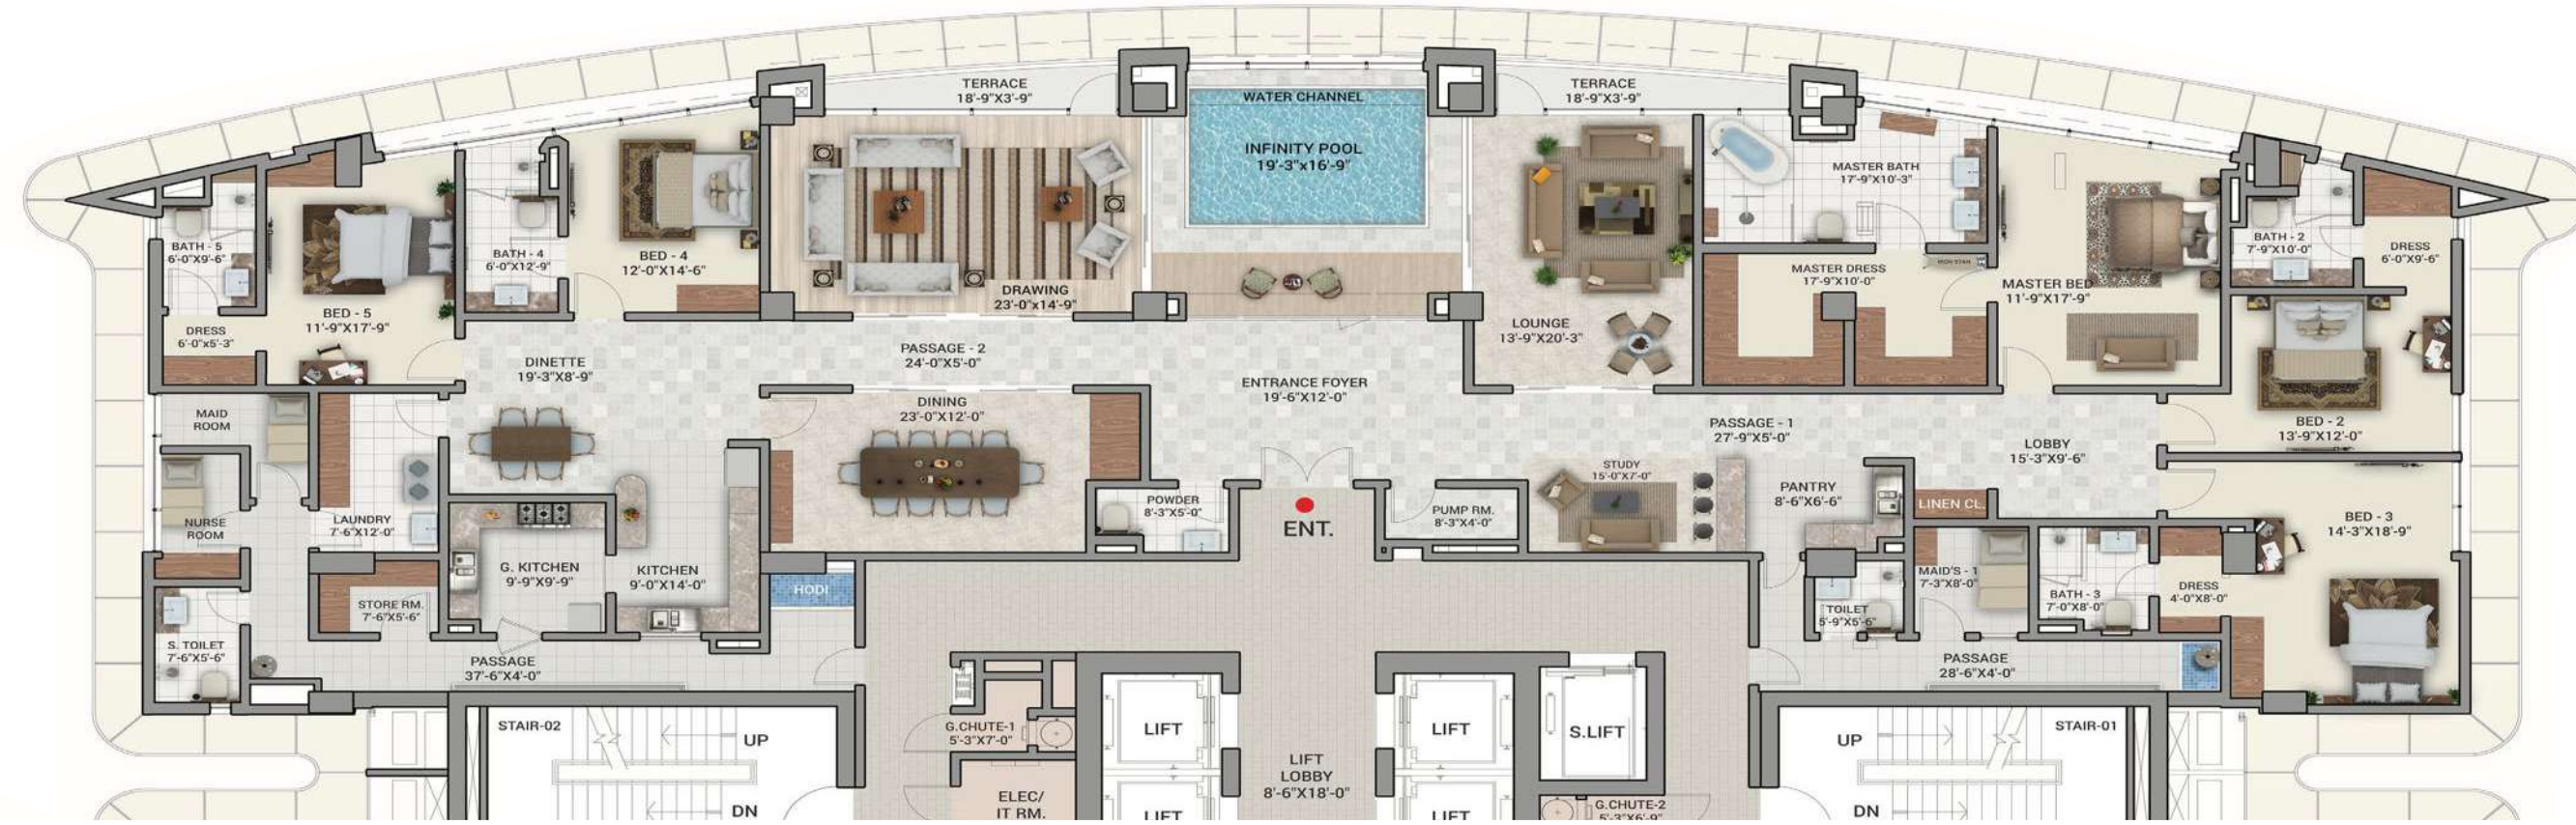 TERRACE
18'-9"X3'-9"
WATER CHANNEL
INFINITY POOL
19'-3"x16'-9"
TERRACE
18'-9"X3'-9"
BATH - 5
6'-0"X9'-6"
BED - 5
11'-9"X17'-9"
DRESS
6'-0"x5'-3"
BATH - 4
6'-0"X12'-9"
BED - 4
12'-0"X14'-6"
DRAWING
23'-0"x14'-9"
LOUNGE
13'-9"X20'-3"
MASTER BATH
17'-9"X10'-3"
MASTER DRESS
17'-9"X10'-0"
MASTER BED
11'-9"X17'-9"
BATH - 2
7'-9"X10'-0"
DRESS
6'-0"X9'-6"
DINETTE
19'-3"X8'-9"
PASSAGE - 2
24'-0"X5'-0"
ENTRANCE FOYER
19'-6"X12'-0"
DINING
23'-0"X12'-0"
PASSAGE - 1
27'-9"X5'-0"
LOBBY
15'-3"X9'-6"
BED - 2
13'-9"X12'-0"
MAID
ROOM
NURSE
ROOM
LAUNDRY
7'-6"X12'-0"
G. KITCHEN
9'-9"X9'-9"
KITCHEN
9'-0"X14'-0"
HODI
POWDER
8'-3"X5'-0"
ENT.
PUMP RM.
8'-3"X4'-0"
STUDY
15'-0"X7'-0"
PANTRY
8'-6"X6'-6"
LINEN CL.
BED - 3
14'-3"X18'-9"
STORE RM.
7'-6"X5'-6"
S. TOILET
7'-6"X5'-6"
PASSAGE
37'-6"X4'-0"
TOILET
5'-9"X5'-6"
MAID'S - 1
7'-3"X8'-0"
BATH - 3
7'-0"X8'-0"
DRESS
4'-0"X8'-0"
PASSAGE
28'-6"X4'-0"
STAIR-02
UP
DN
G.CHUTE-1
5'-3"X7'-0"
ELEC/
IT RM.
LIFT
LIFT
LIFT
LOBBY
8'-6"X18'-0"
LIFT
LIFT
S.LIFT
G.CHUTE-2
5'-3"X6'-9"
STAIR-01
UP
DN